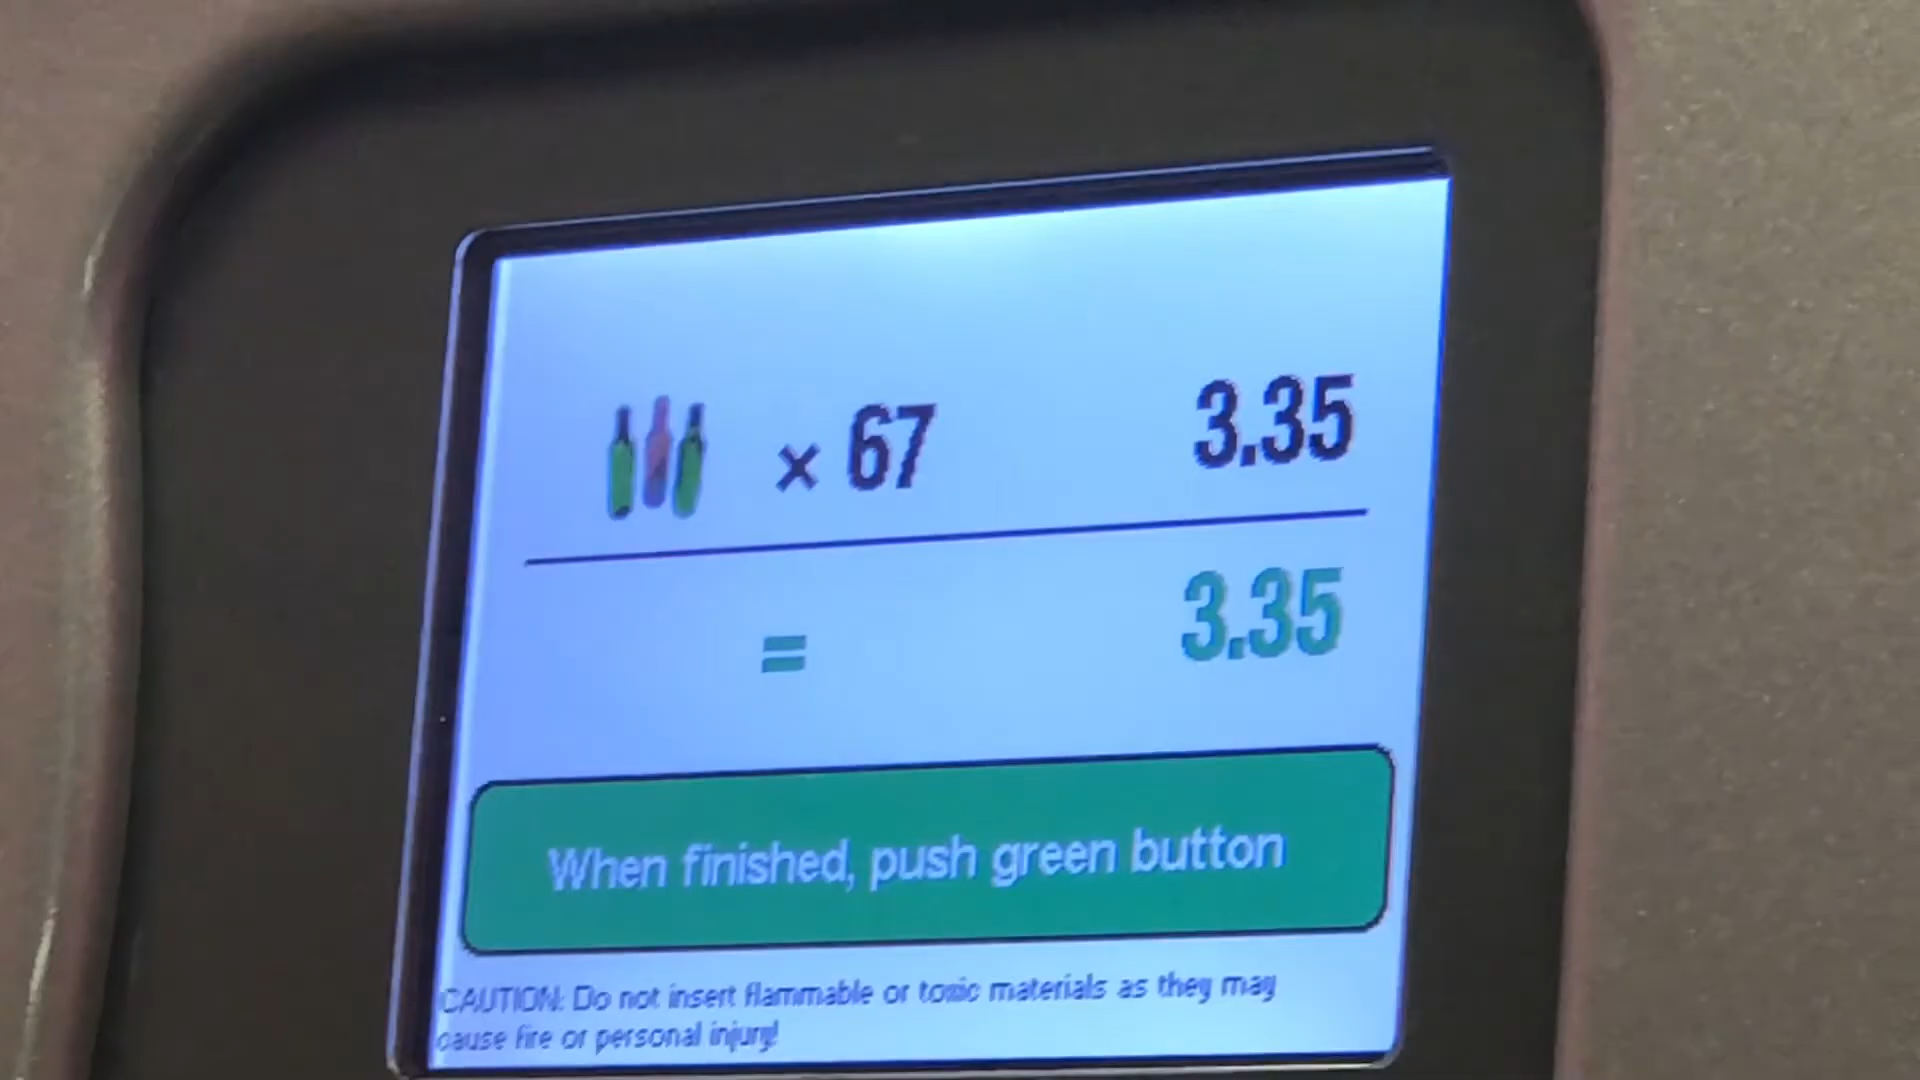 × 67 3.35
= 3.35
When finished, push green button
CAUTION: Do not insert flammable or toxic materials as they may
cause fire or personal injury!